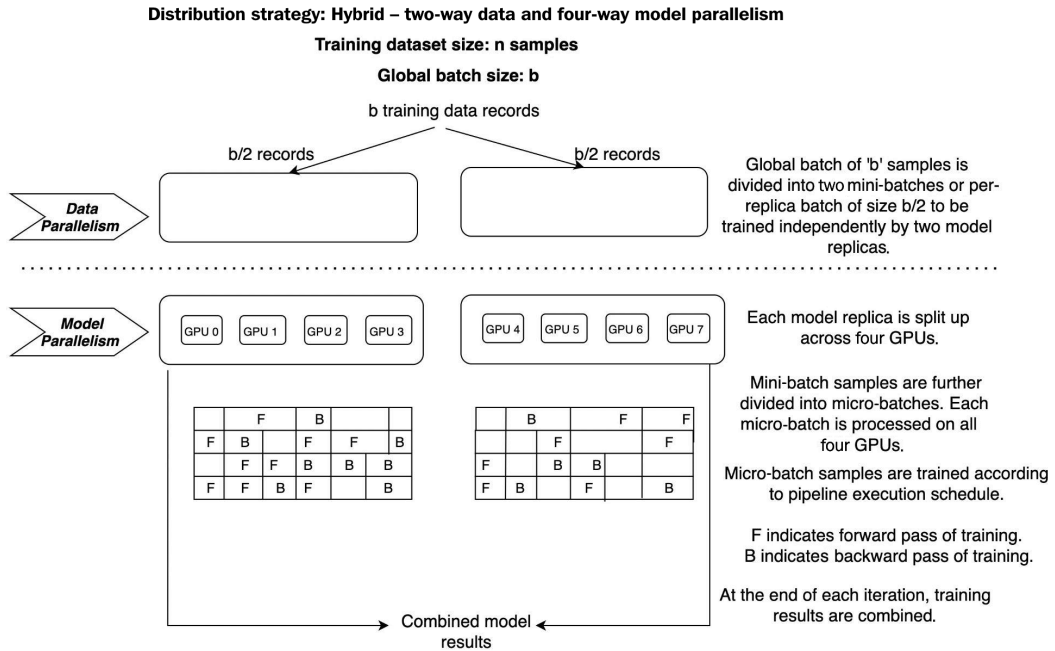 Distribution strategy: Hybrid – two-way data and four-way model parallelism
Training dataset size: n samples
Global batch size: b
b training data records
b/2 records
b/2 records
Data
Parallelism
Global batch of 'b' samples is
divided into two mini-batches or per-
replica batch of size b/2 to be
trained independently by two model
replicas.
Model
Parallelism
GPU 0 GPU 1 GPU 2 GPU 3
GPU 4 GPU 5 GPU 6 GPU 7
Each model replica is split up
across four GPUs.
F B
F B F F B
F F B B B
F F B F B
B F F
F F
F B B
F B F B
Mini-batch samples are further
divided into micro-batches. Each
micro-batch is processed on all
four GPUs.
Micro-batch samples are trained according
to pipeline execution schedule.
F indicates forward pass of training.
B indicates backward pass of training.
At the end of each iteration, training
results are combined.
Combined model
results